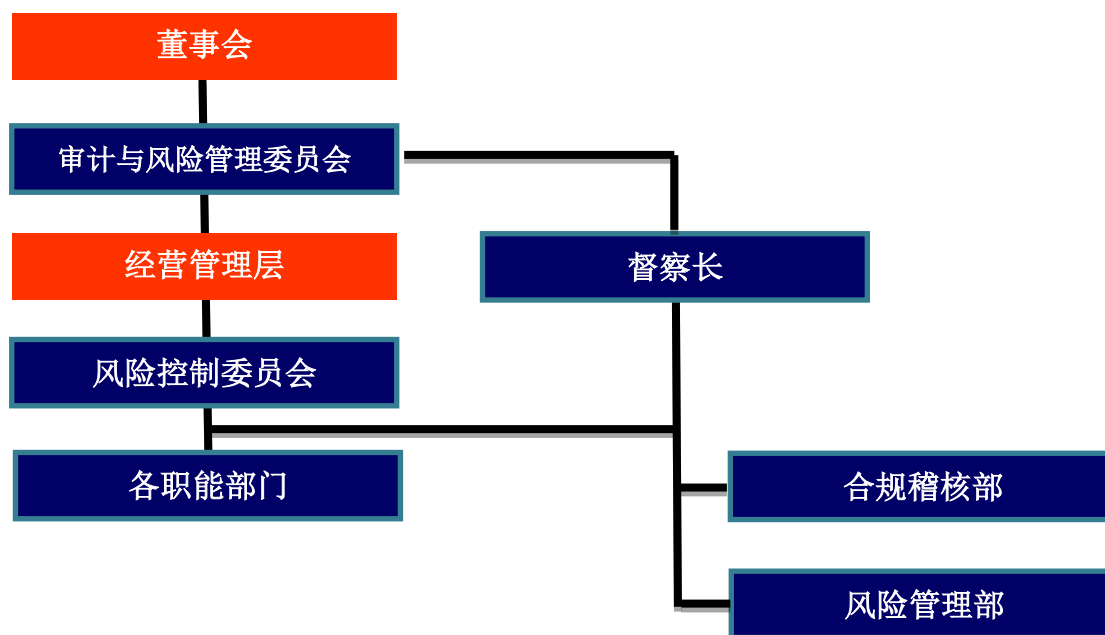 董事会
审计与风险管理委员会
经营管理层
督察长
风险控制委员会
各职能部门
合规稽核部
风险管理部